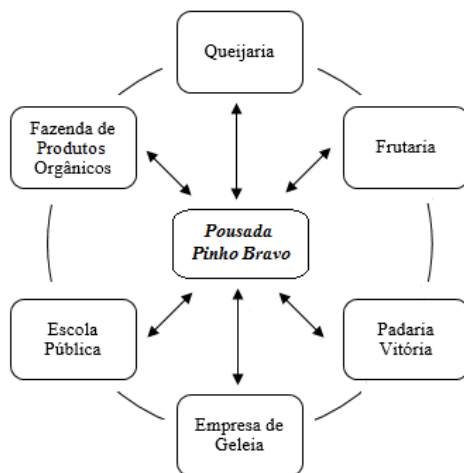 Queijaria
Fazenda de
Produtos
Orgânicos
Frutaria
Pousada
Pinho Bravo
Escola
Pública
Padaria
Vitória
Empresa de
Geleia